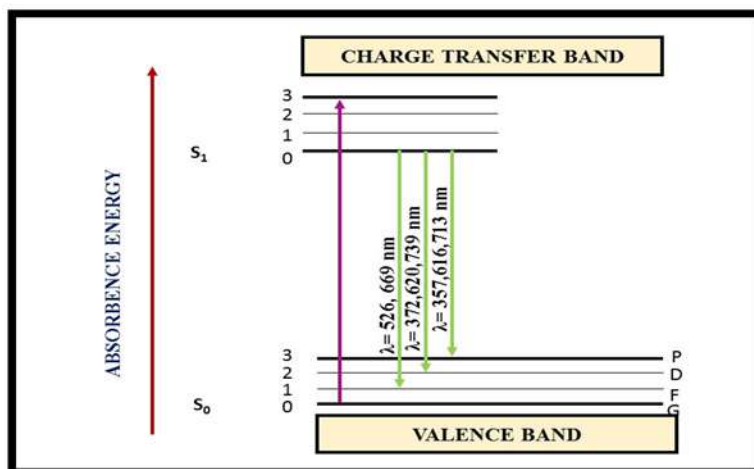 CHARGE TRANSFER BAND
3
2
1
S1
0
ABSORBENCE ENERGY
λ= 526, 669 nm
λ= 372,620,739 nm
λ= 357,616,713 nm
3
P
2
D
1
F
S0
0
G
VALENCE BAND